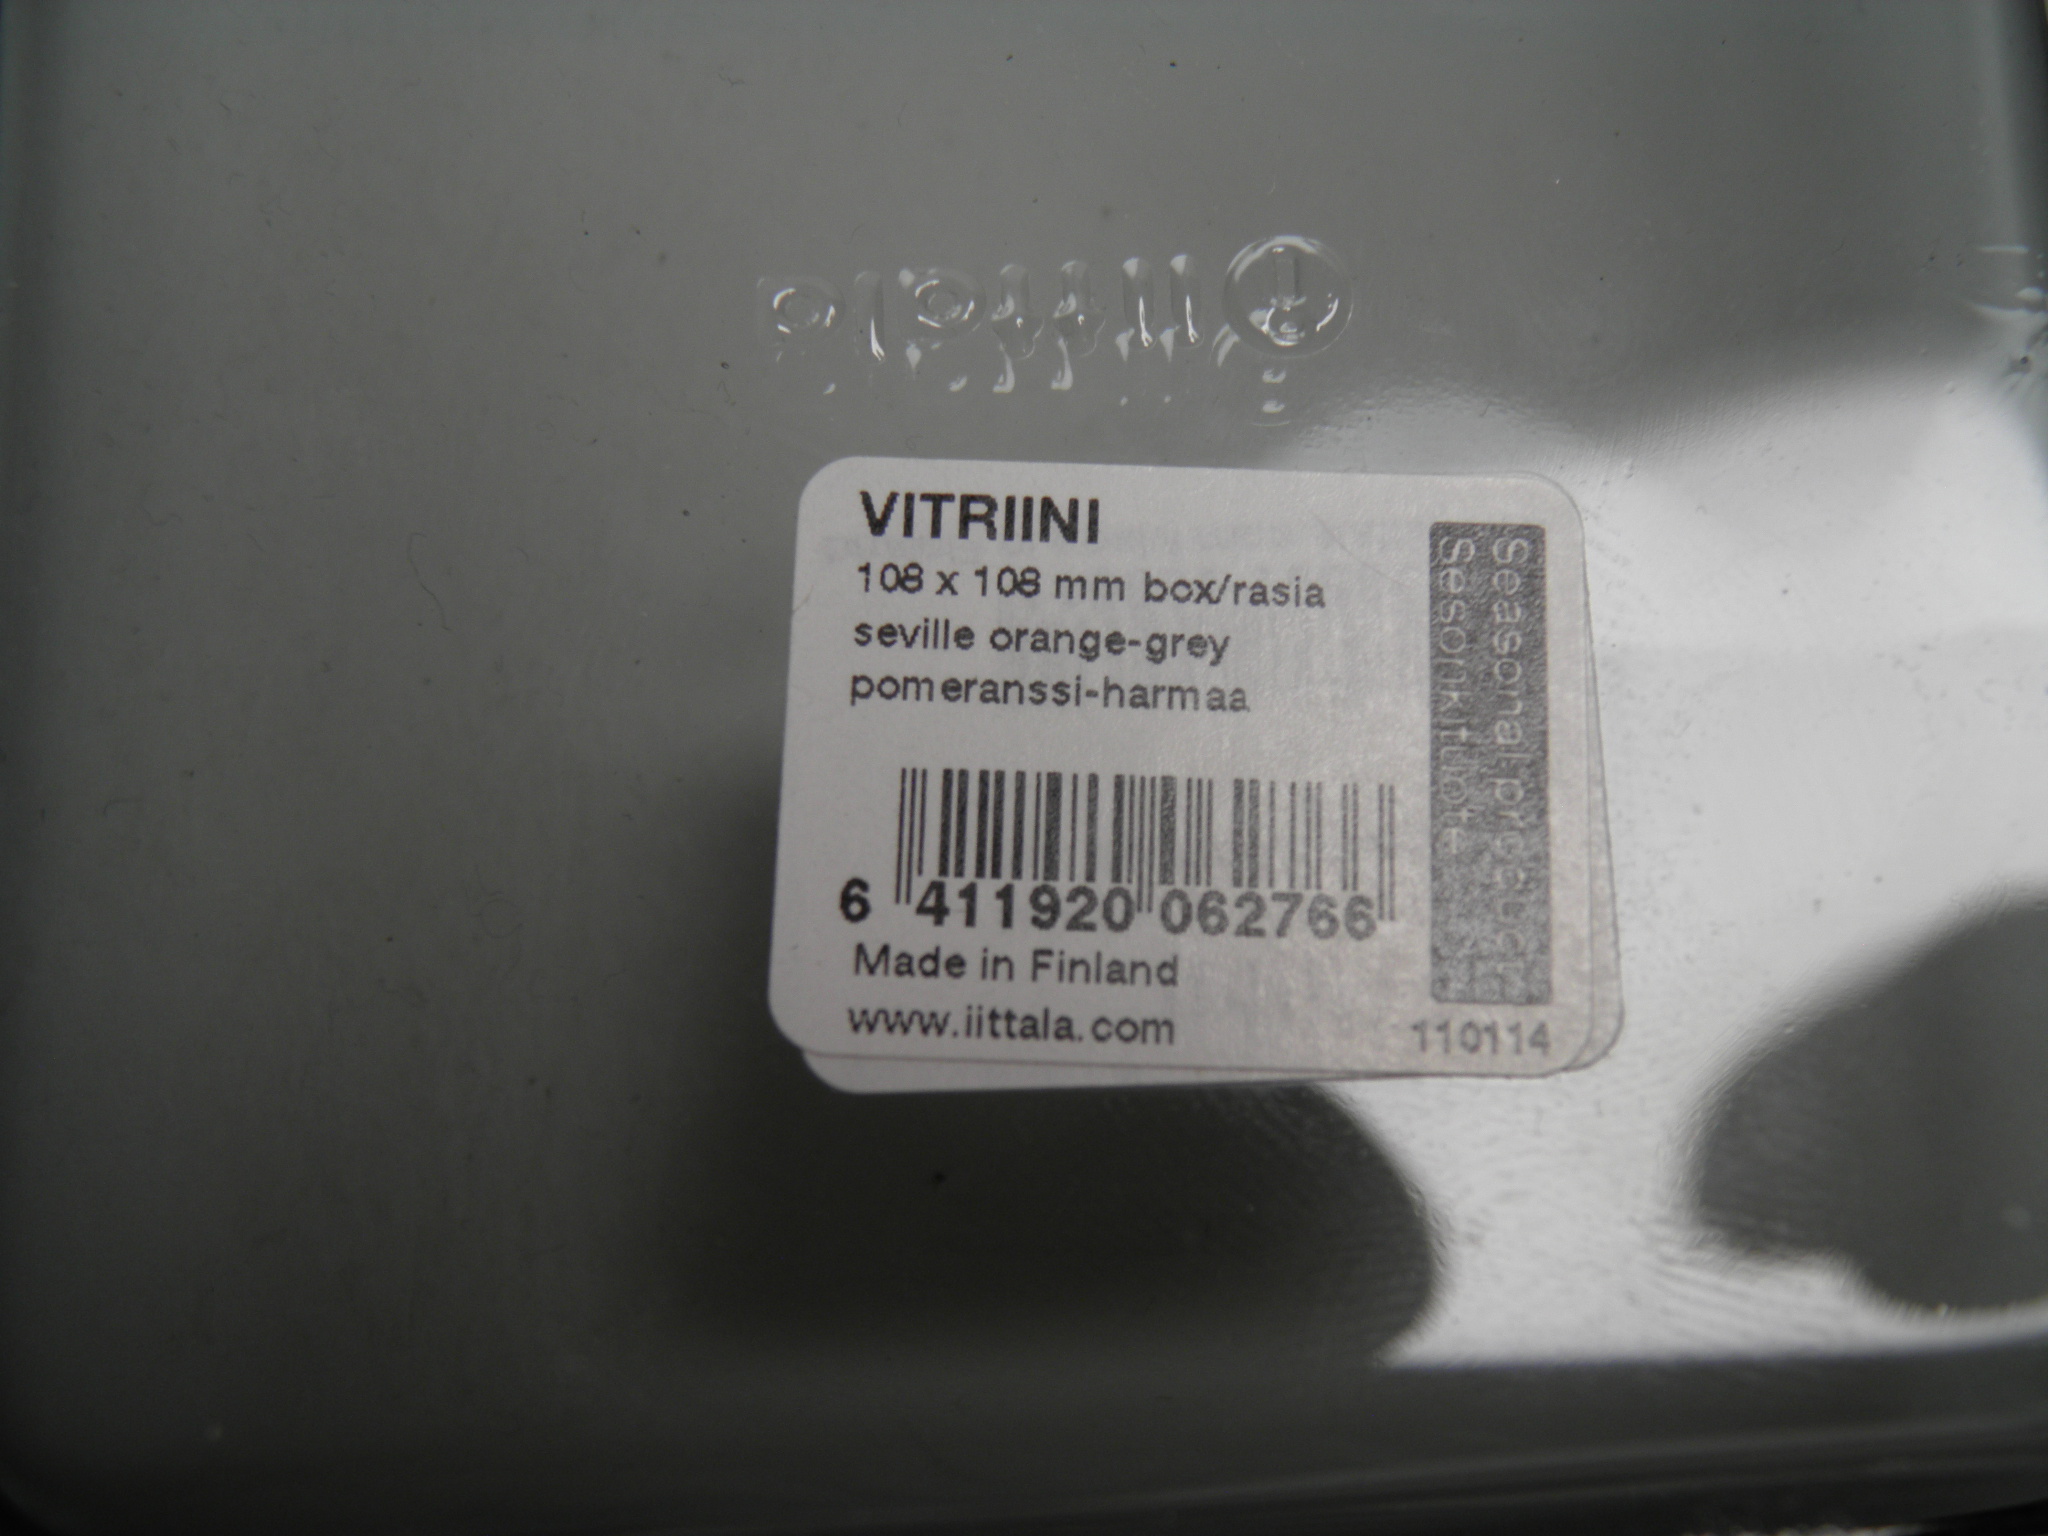 iittala
VITRIINI
108 x 108 mm box/rasia
seville orange-grey
pomeranssi-harmaa
6 411920 062766
Made in Finland
www.iittala.com
110114
Seasonal product
Sesonkituote